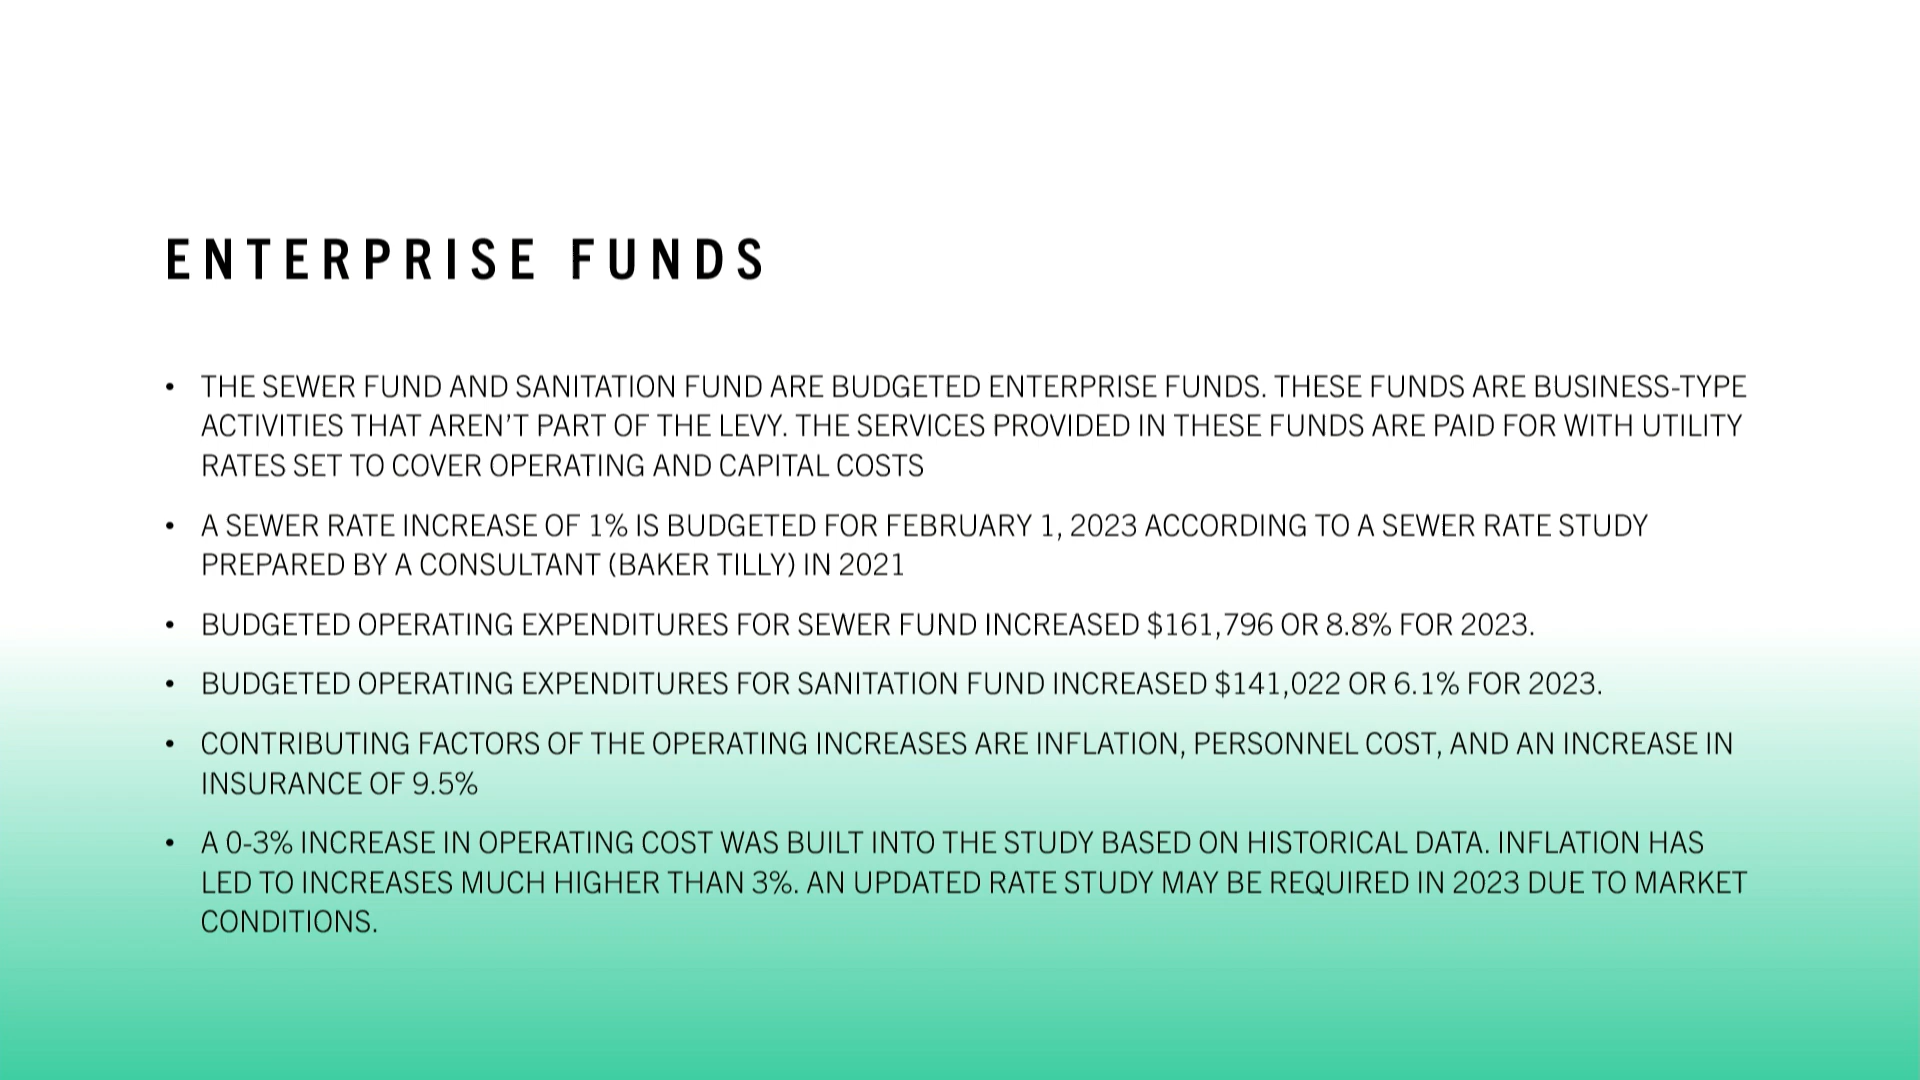 ENTERPRISE FUNDS
• THE SEWER FUND AND SANITATION FUND ARE BUDGETED ENTERPRISE FUNDS. THESE FUNDS ARE BUSINESS-TYPE
ACTIVITIES THAT AREN’T PART OF THE LEVY. THE SERVICES PROVIDED IN THESE FUNDS ARE PAID FOR WITH UTILITY
RATES SET TO COVER OPERATING AND CAPITAL COSTS
• A SEWER RATE INCREASE OF 1% IS BUDGETED FOR FEBRUARY 1, 2023 ACCORDING TO A SEWER RATE STUDY
PREPARED BY A CONSULTANT (BAKER TILLY) IN 2021
• BUDGETED OPERATING EXPENDITURES FOR SEWER FUND INCREASED $161,796 OR 8.8% FOR 2023.
• BUDGETED OPERATING EXPENDITURES FOR SANITATION FUND INCREASED $141,022 OR 6.1% FOR 2023.
• CONTRIBUTING FACTORS OF THE OPERATING INCREASES ARE INFLATION, PERSONNEL COST, AND AN INCREASE IN
INSURANCE OF 9.5%
• A 0-3% INCREASE IN OPERATING COST WAS BUILT INTO THE STUDY BASED ON HISTORICAL DATA. INFLATION HAS
LED TO INCREASES MUCH HIGHER THAN 3%. AN UPDATED RATE STUDY MAY BE REQUIRED IN 2023 DUE TO MARKET
CONDITIONS.